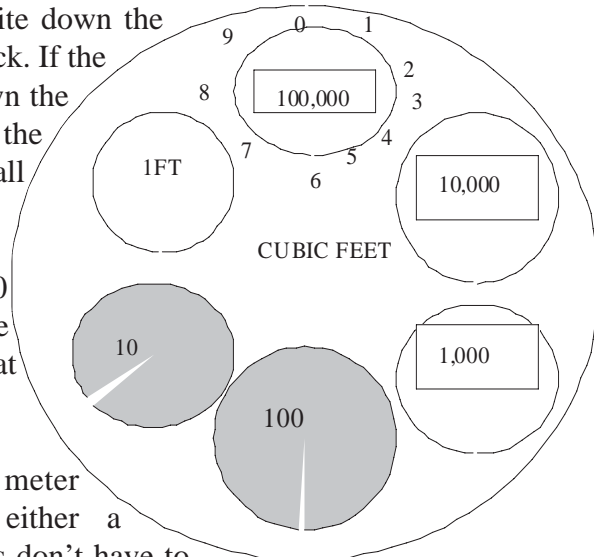 ite down the
ck. If the
n the
the
all
0
e
at
meter
either a
s don't have to
9 0 1
8 100,000 2
3
7 4
5
6
1FT
10,000
CUBIC FEET
10
1,000
100